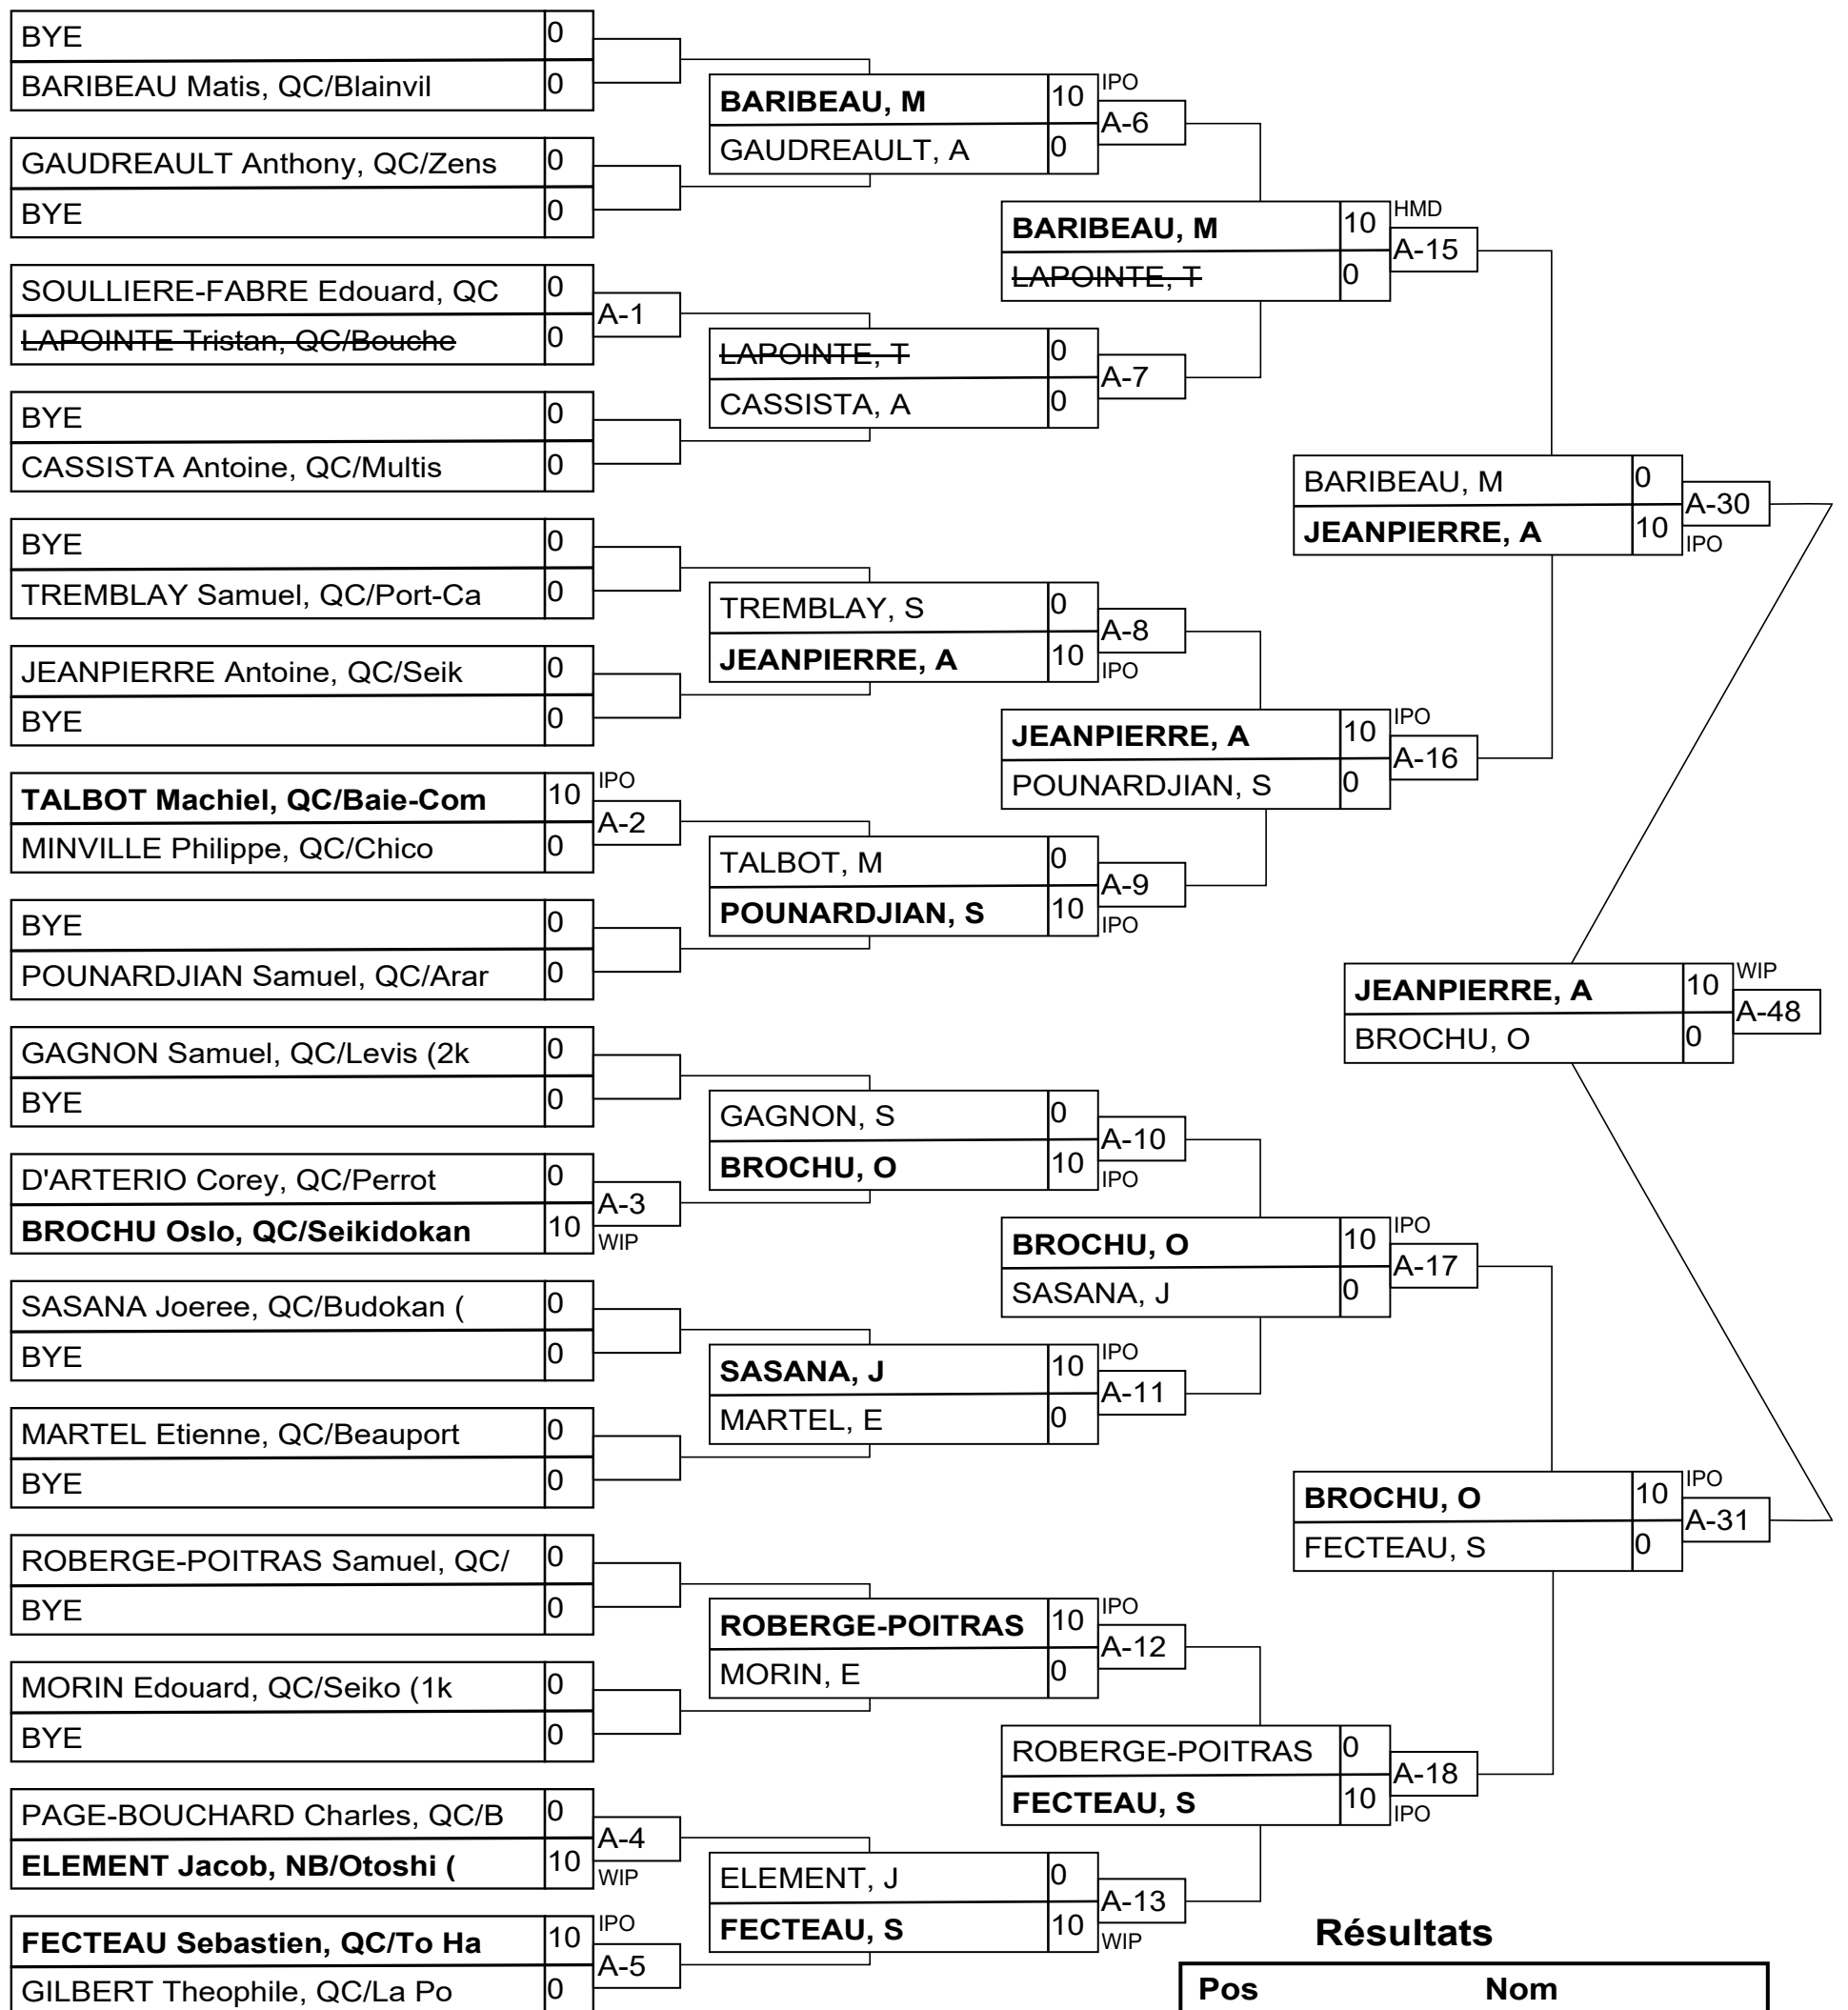 BYE 0
BARIBEAU Matis, QC/Blainvil 0
GAUDREAULT Anthony, QC/Zens 0
BYE 0
SOULLIERE-FABRE Edouard, QC 0
A-1
LAPOINTE Tristan, QC/Bouche 0
BYE 0
CASSISTA Antoine, QC/Multis 0
BYE 0
TREMBLAY Samuel, QC/Port-Ca 0
JEANPIERRE Antoine, QC/Seik 0
BYE 0
TALBOT Machiel, QC/Baie-Com 10 IPO
A-2
MINVILLE Philippe, QC/Chico 0
BYE 0
POUNARDJIAN Samuel, QC/Arar 0
GAGNON Samuel, QC/Levis (2k 0
BYE 0
D'ARTERIO Corey, QC/Perrot 0
A-3
BROCHU Oslo, QC/Seikidokan 10 WIP
SASANA Joeree, QC/Budokan ( 0
BYE 0
MARTEL Etienne, QC/Beauport 0
BYE 0
ROBERGE-POITRAS Samuel, QC/ 0
BYE 0
MORIN Edouard, QC/Seiko (1k 0
BYE 0
PAGE-BOUCHARD Charles, QC/B 0
A-4
ELEMENT Jacob, NB/Otoshi ( 10 WIP
FECTEAU Sebastien, QC/To Ha 10 IPO
A-5
GILBERT Theophile, QC/La Po 0
BARIBEAU, M 10 IPO
A-6
GAUDREAULT, A 0
LAPOINTE, T 0
A-7
CASSISTA, A 0
TREMBLAY, S 0
A-8
JEANPIERRE, A 10 IPO
TALBOT, M 0
A-9
POUNARDJIAN, S 10 IPO
GAGNON, S 0
A-10
BROCHU, O 10 IPO
SASANA, J 10 IPO
A-11
MARTEL, E 0
ROBERGE-POITRAS 10 IPO
A-12
MORIN, E 0
ELEMENT, J 0
A-13
FECTEAU, S 10 WIP
BARIBEAU, M 10 HMD
A-15
LAPOINTE, T 0
JEANPIERRE, A 10 IPO
A-16
POUNARDJIAN, S 0
BROCHU, O 10 IPO
A-17
SASANA, J 0
ROBERGE-POITRAS 0
A-18
FECTEAU, S 10 IPO
BARIBEAU, M 0
A-30
JEANPIERRE, A 10 IPO
BROCHU, O 10 IPO
A-31
FECTEAU, S 0
JEANPIERRE, A 10 WIP
A-48
BROCHU, O 0
Résultats
Pos Nom